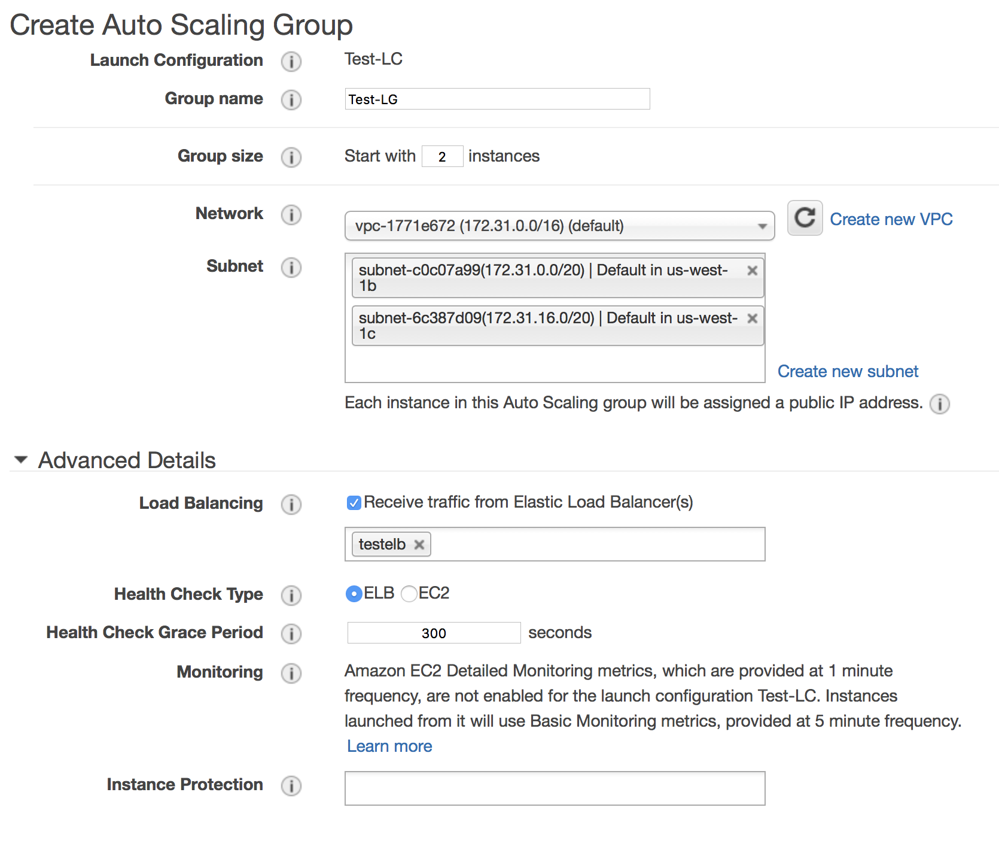 Create Auto Scaling Group
Launch Configuration i Test-LC
Group name i Test-LG
Group size i Start with 2 instances
Network i vpc-1771e672 (172.31.0.0/16) (default) Create new VPC
Subnet i subnet-c0c07a99(172.31.0.0/20) | Default in us-west-
1b
subnet-6c387d09(172.31.16.0/20) | Default in us-west-
1c
Create new subnet
Each instance in this Auto Scaling group will be assigned a public IP address. i
Advanced Details
Load Balancing i Receive traffic from Elastic Load Balancer(s)
testelb
Health Check Type i ELB EC2
Health Check Grace Period i 300 seconds
Monitoring i Amazon EC2 Detailed Monitoring metrics, which are provided at 1 minute
frequency, are not enabled for the launch configuration Test-LC. Instances
launched from it will use Basic Monitoring metrics, provided at 5 minute frequency.
Learn more
Instance Protection i